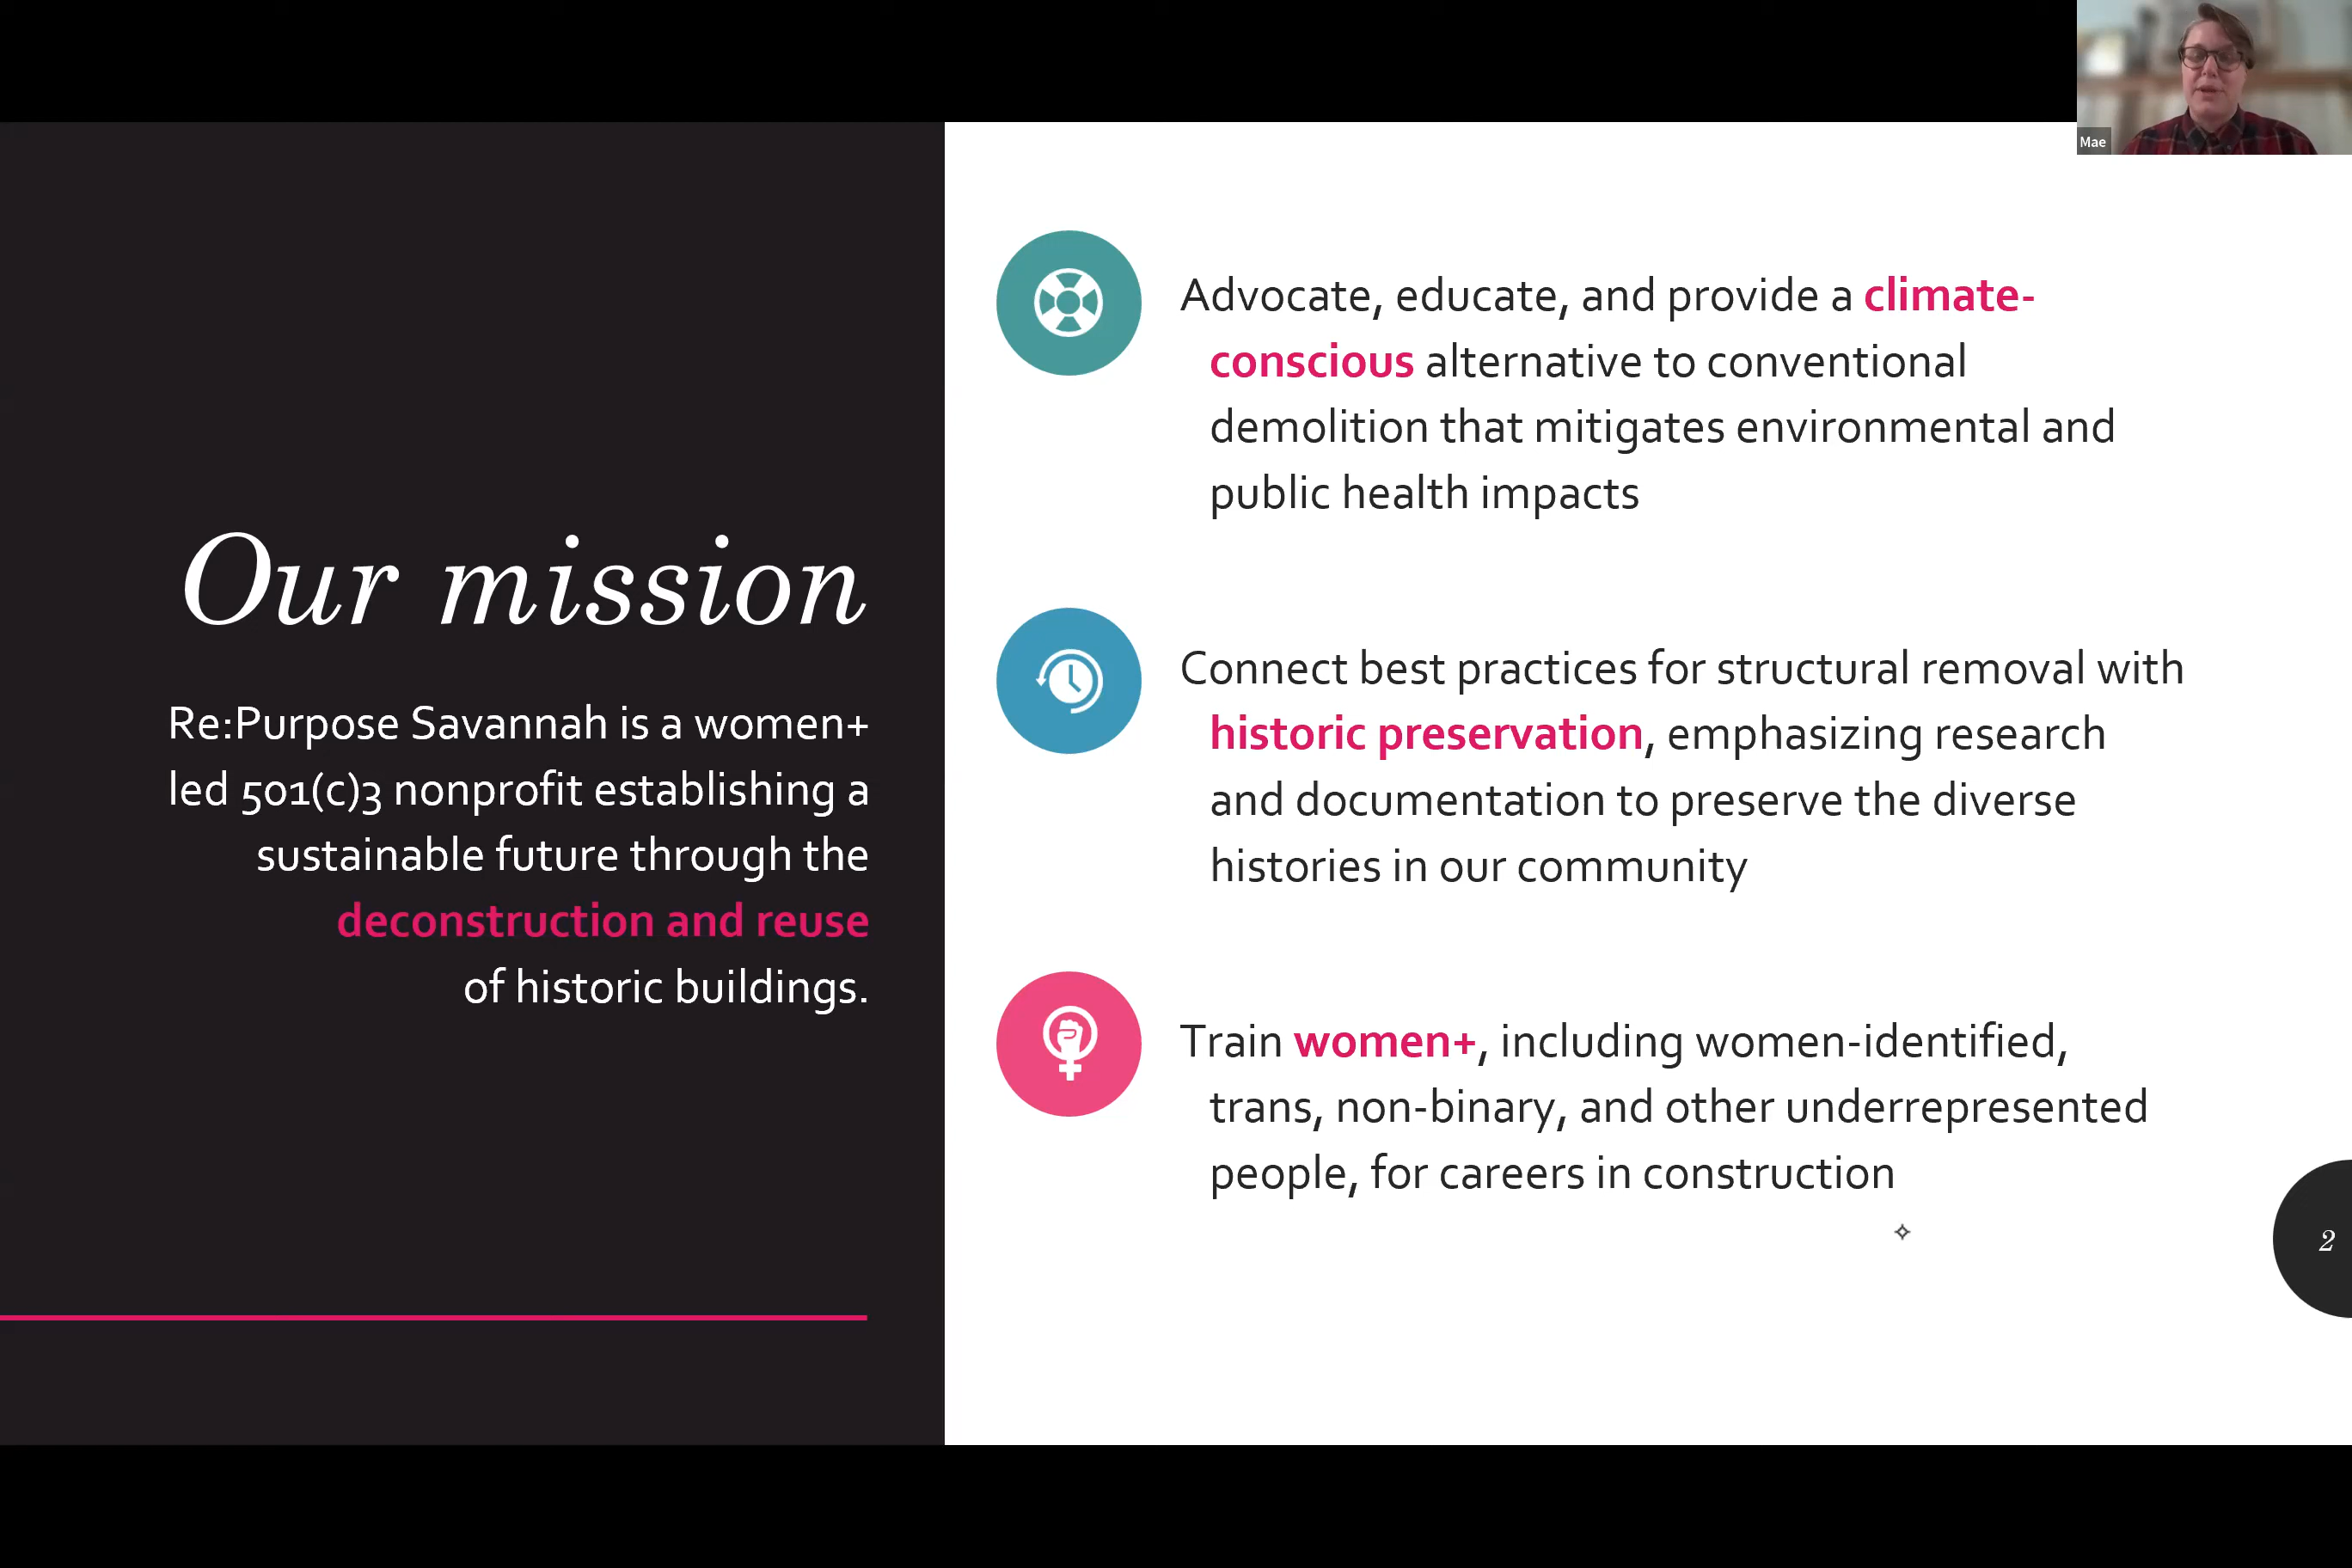 Mae
Our mission
Re:Purpose Savannah is a women+
led 501(c)3 nonprofit establishing a
sustainable future through the
deconstruction and reuse
of historic buildings.
Advocate, educate, and provide a climate-
conscious alternative to conventional
demolition that mitigates environmental and
public health impacts
Connect best practices for structural removal with
historic preservation, emphasizing research
and documentation to preserve the diverse
histories in our community
Train women+, including women-identified,
trans, non-binary, and other underrepresented
people, for careers in construction
2